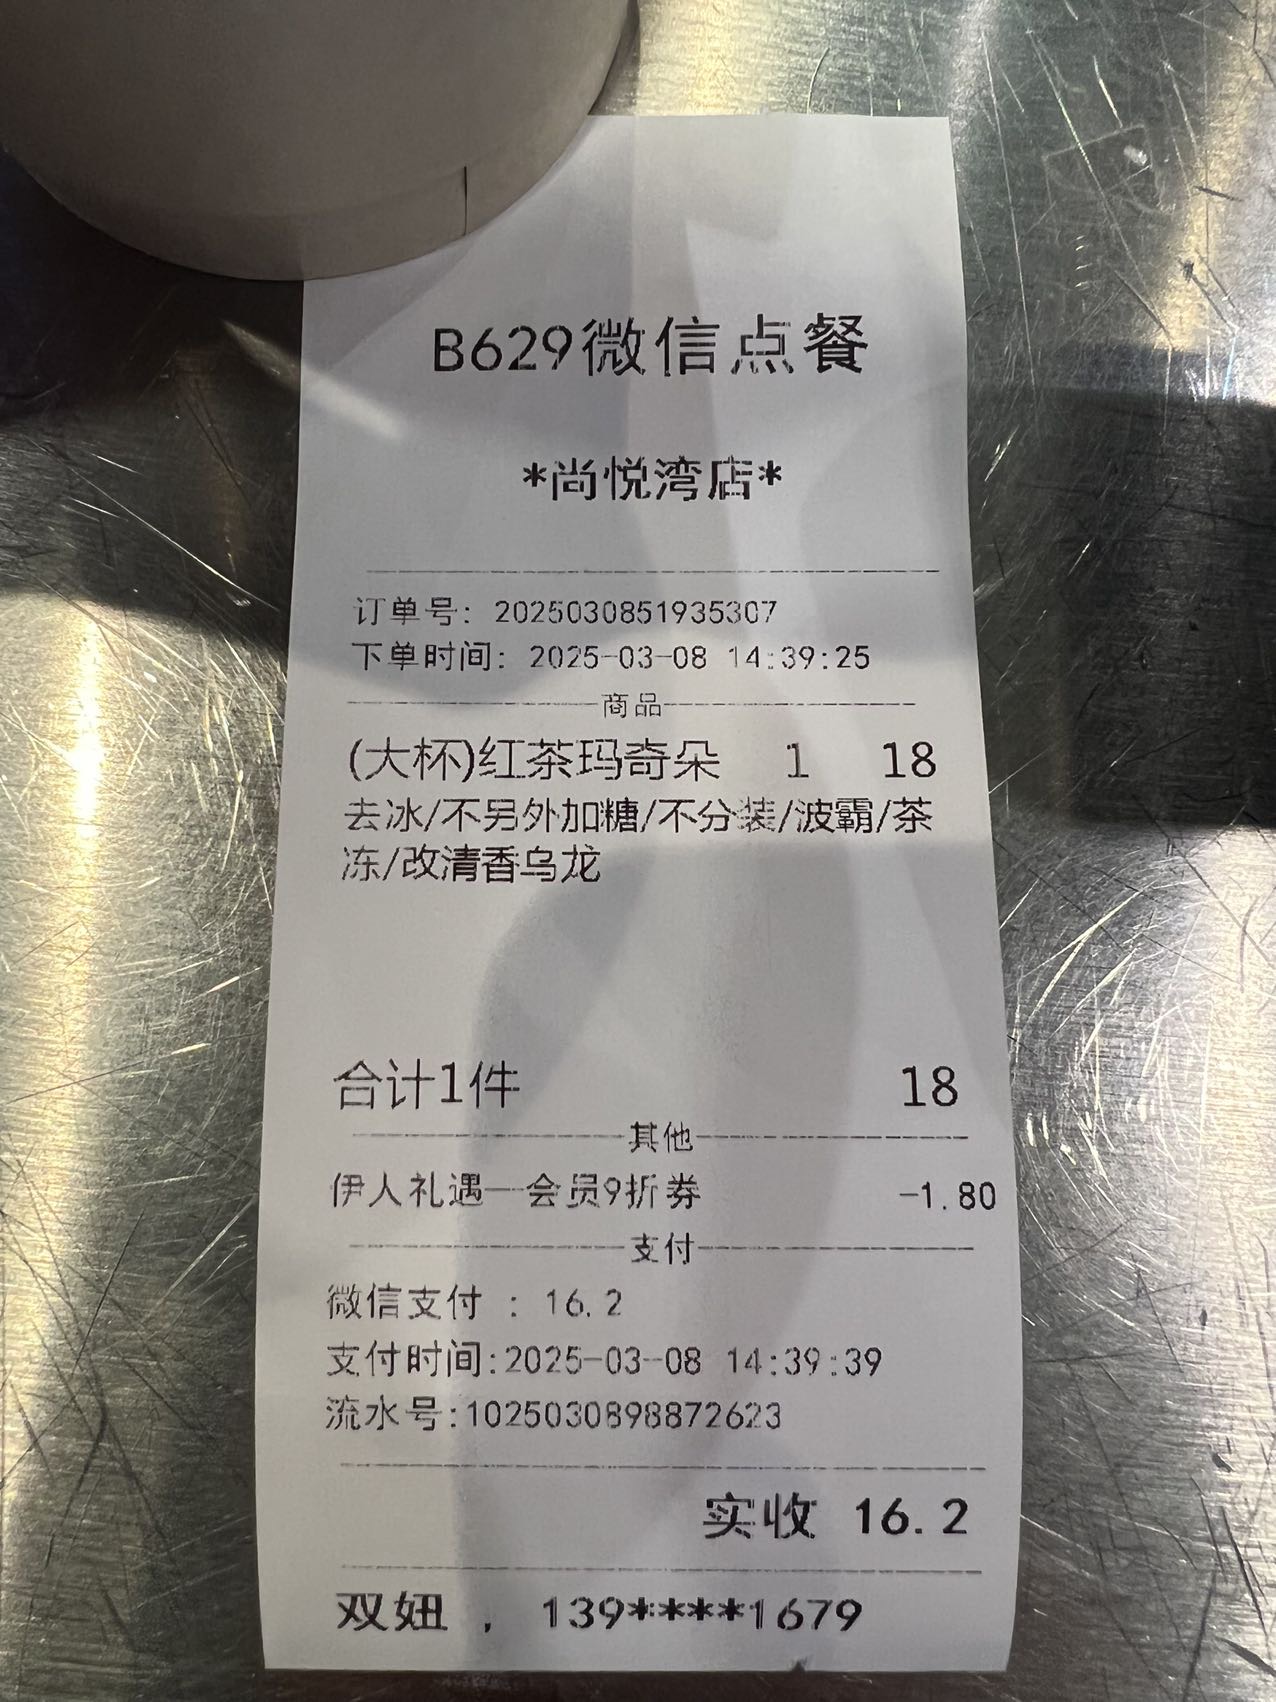 B629微信点餐
*尚悦湾店*
订单号: 2025030851935307
下单时间: 2025-03-08 14:39:25
商品
(大杯)红茶玛奇朵 1 18
去冰/不另外加糖/不分装/波霸/茶
冻/改清香乌龙
合计1件 18
其他
伊人礼遇—会员9折券 -1.80
支付
微信支付 : 16.2
支付时间:2025-03-08 14:39:39
流水号:1025030898872623
实收 16.2
双妞 , 139****1679